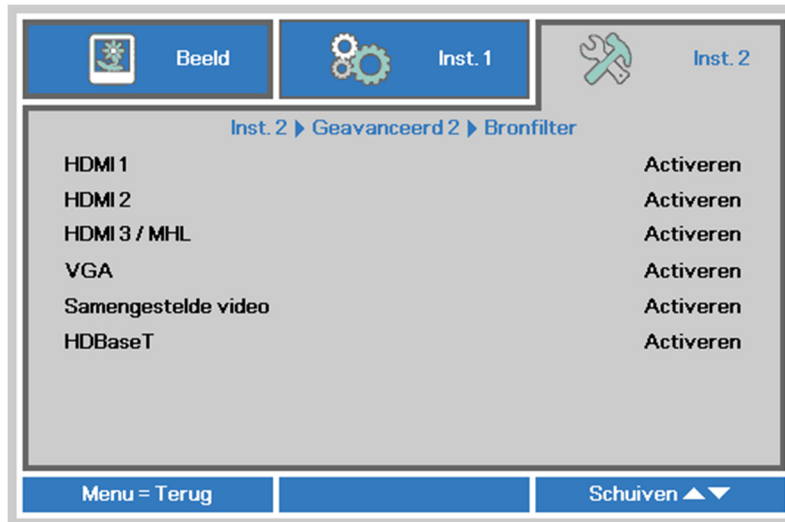 Beeld Inst. 1 Inst. 2
Inst. 2 ▶ Geavanceerd 2 ▶ Bronfilter
HDMI 1 Activeren
HDMI 2 Activeren
HDMI 3 / MHL Activeren
VGA Activeren
Samengestelde video Activeren
HDBaseT Activeren
Menu = Terug Schuiven ▲▼